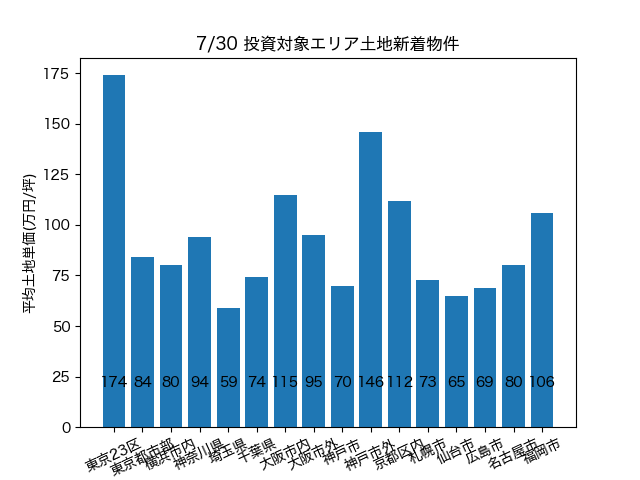 7/30 投資対象エリア土地新着物件
平均土地単価(万円/坪)
175
150
125
100
75
50
25
0
174 84 80 94 59 74 115 95 70 146 112 73 65 69 80 106
東京23区 東京都市部 横浜市内 神奈川県 埼玉県 千葉県 大阪市内 大阪市外 神戸市 神戸市外 京都区内 札幌市 仙台市 広島市 名古屋市 福岡市